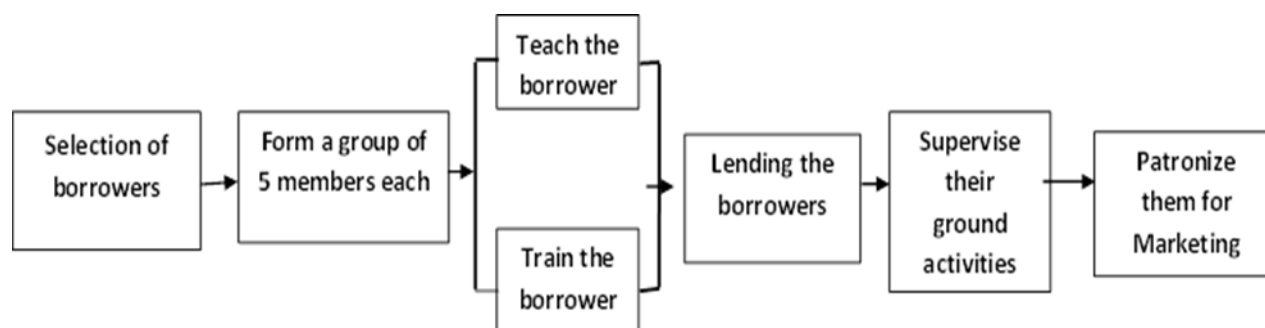 Selection of
borrowers
Form a group of
5 members each
Teach the
borrower
Train the
borrower
Lending the
borrowers
Supervise
their
ground
activities
Patronize
them for
Marketing